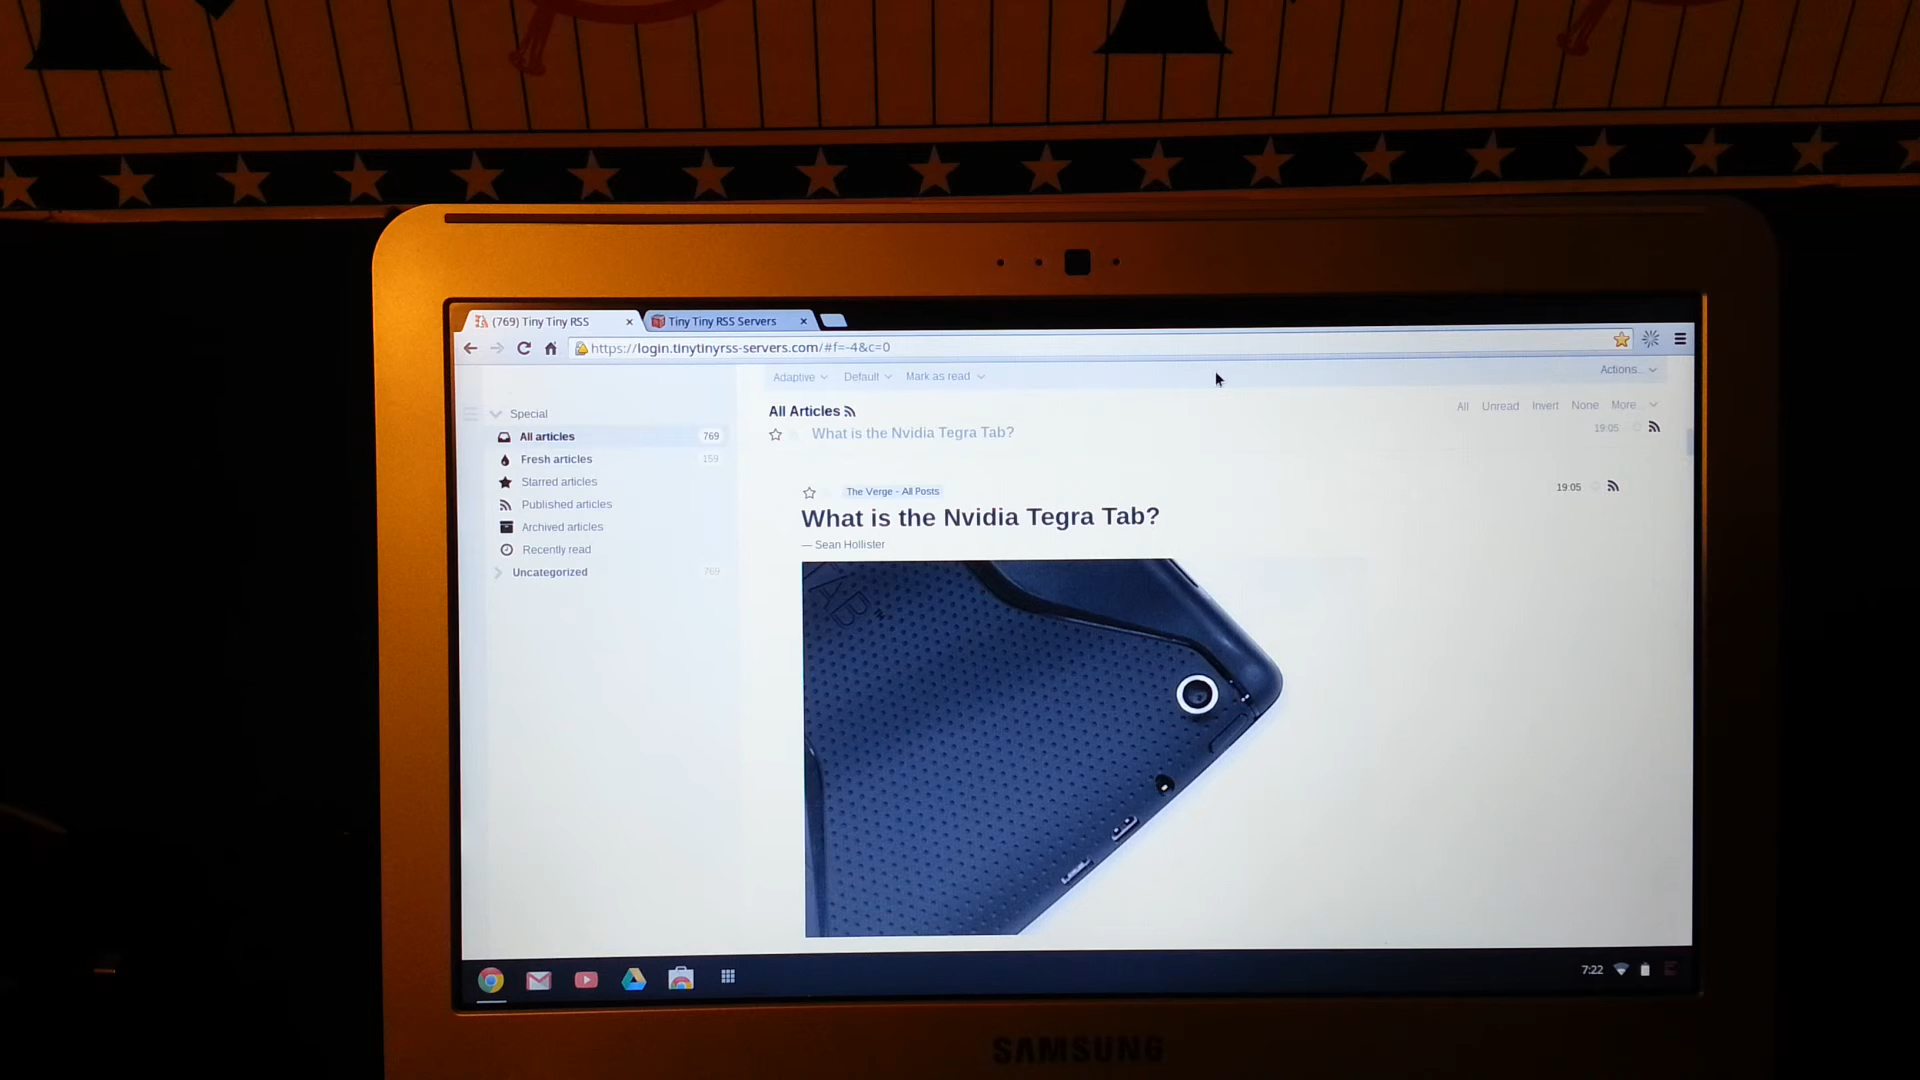 (769) Tiny Tiny RSS
Tiny Tiny RSS Servers
https://login.tinytinyrss-servers.com/#f=-4&c=0
Adaptive Default Mark as read
Actions...
Special
All articles 769
Fresh articles 159
Starred articles
Published articles
Archived articles
Recently read
Uncategorized 769
All Articles
All Unread Invert None More...
What is the Nvidia Tegra Tab? 19:05
The Verge - All Posts 19:05
What is the Nvidia Tegra Tab?
— Sean Hollister
TAB™
7:22
SAMSUNG